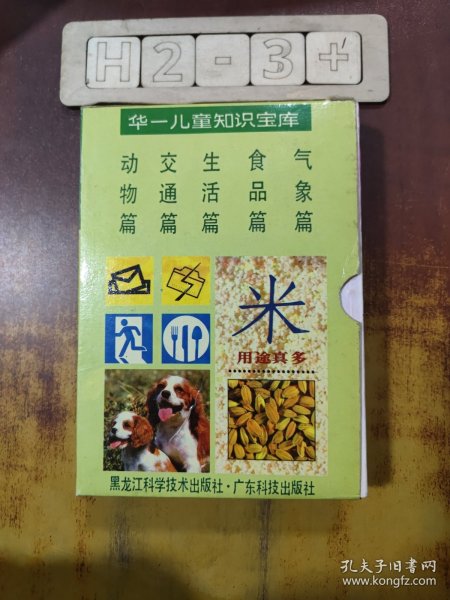 H2-3+
华一儿童知识宝库
动物篇
交通篇
生活篇
食品篇
气象篇
米
用途真多
黑龙江科学技术出版社·广东科技出版社
孔夫子旧书网
www.kongfz.com